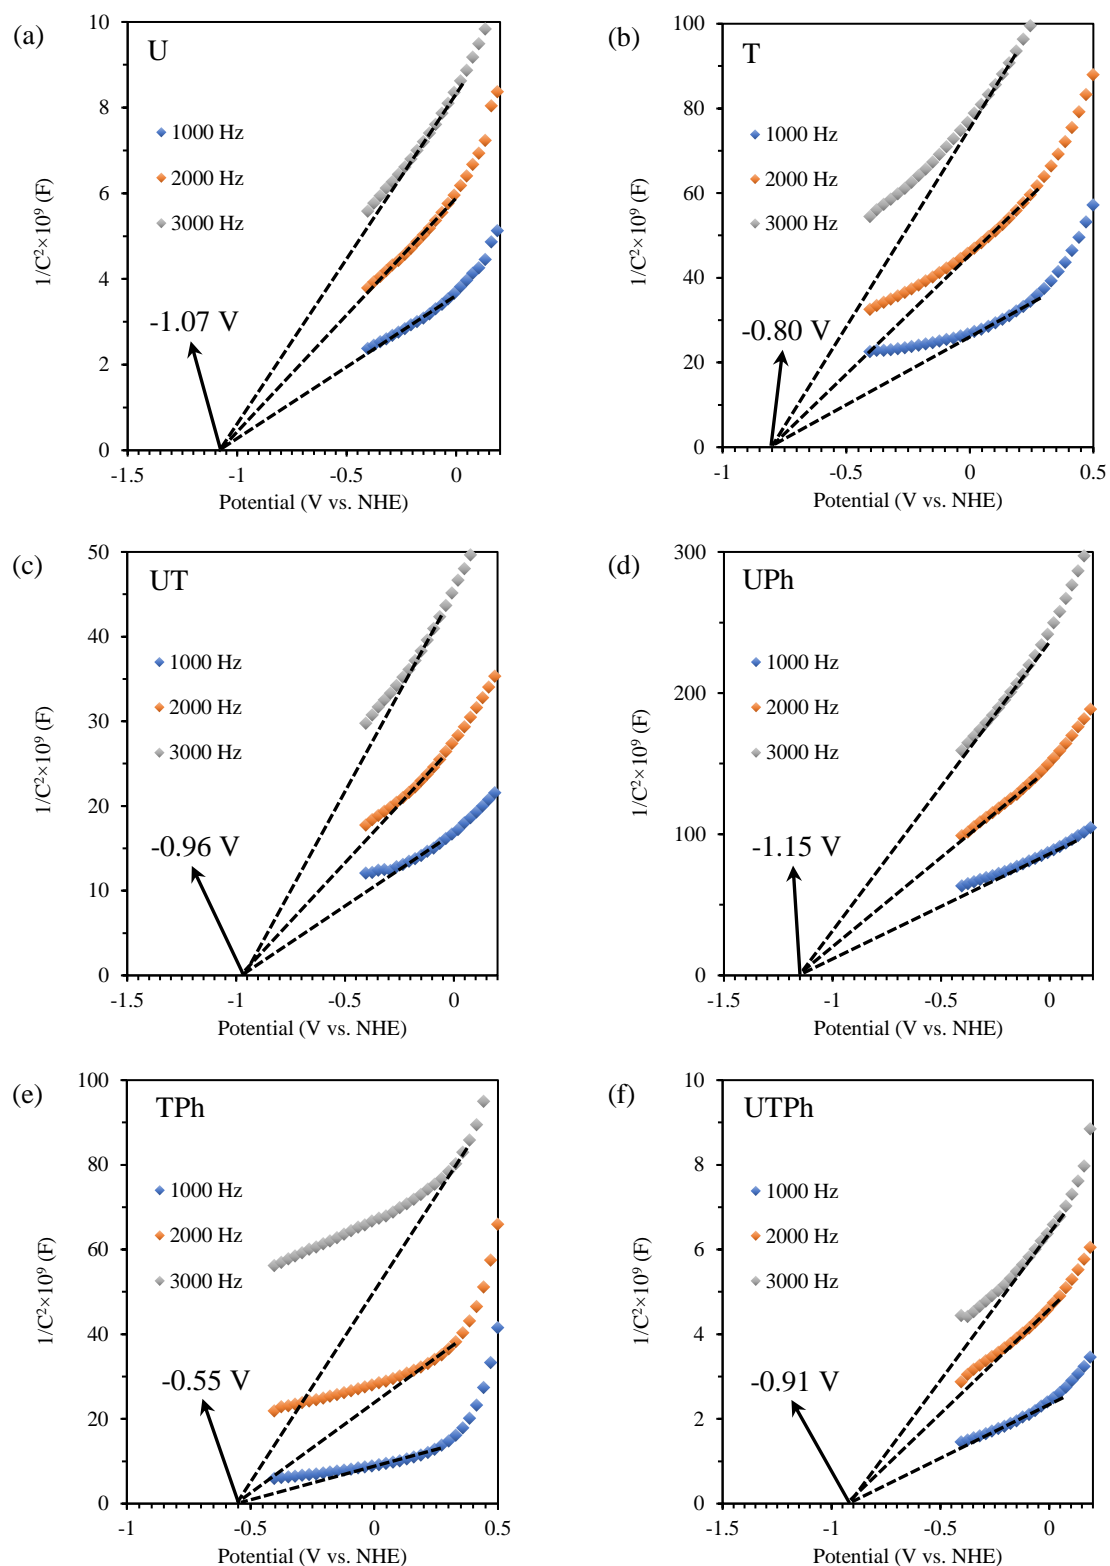 (a)
U
1000 Hz
2000 Hz
3000 Hz
-1.07 V
10
8
6
4
2
0
-1.5 -1 -0.5 0
1/C²×10⁹ (F)
Potential (V vs. NHE)
(b)
T
1000 Hz
2000 Hz
3000 Hz
-0.80 V
100
80
60
40
20
0
-1 -0.5 0 0.5
1/C²×10⁹ (F)
Potential (V vs. NHE)
(c)
UT
1000 Hz
2000 Hz
3000 Hz
-0.96 V
50
40
30
20
10
0
-1.5 -1 -0.5 0
1/C²×10⁹ (F)
Potential (V vs. NHE)
(d)
UPh
1000 Hz
2000 Hz
3000 Hz
-1.15 V
300
200
100
0
-1.5 -1 -0.5 0
1/C²×10⁹ (F)
Potential (V vs. NHE)
(e)
TPh
1000 Hz
2000 Hz
3000 Hz
-0.55 V
100
80
60
40
20
0
-1 -0.5 0 0.5
1/C²×10⁹ (F)
Potential (V vs. NHE)
(f)
UTPh
1000 Hz
2000 Hz
3000 Hz
-0.91 V
10
8
6
4
2
0
-1.5 -1 -0.5 0
1/C²×10⁹ (F)
Potential (V vs. NHE)